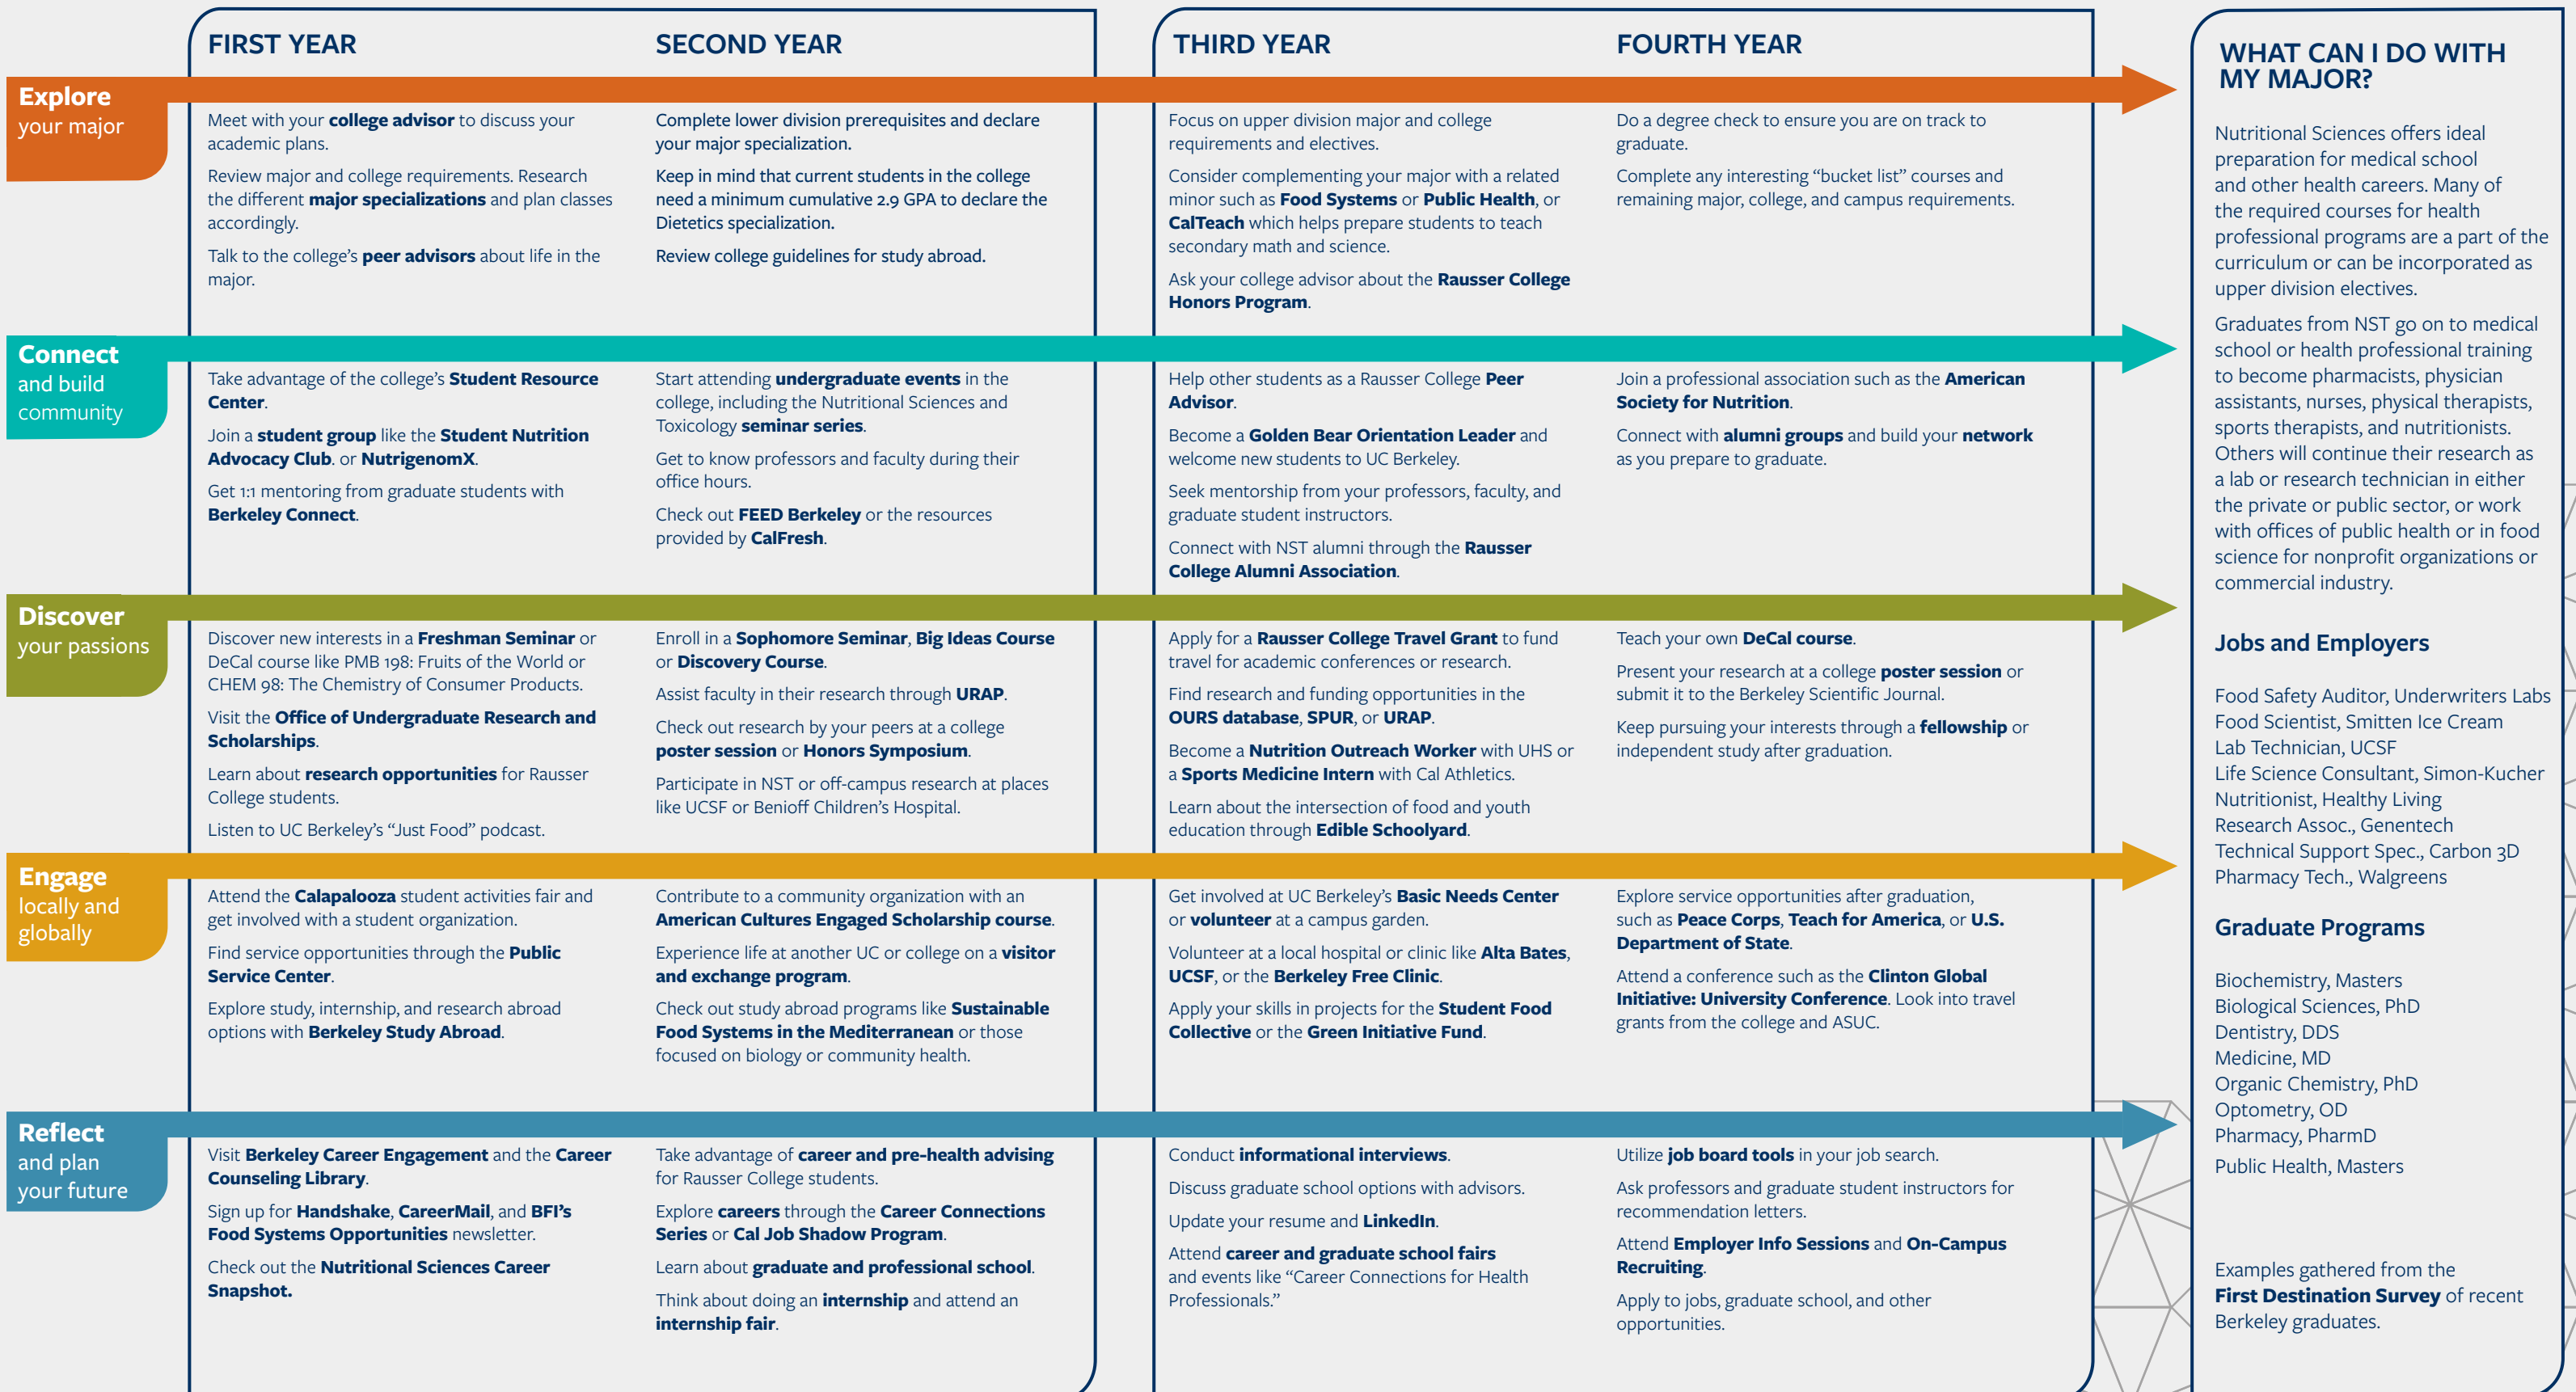 FIRST YEAR
SECOND YEAR
THIRD YEAR
FOURTH YEAR
Explore
your major
Meet with your college advisor to discuss your
academic plans.
Review major and college requirements. Research
the different major specializations and plan classes
accordingly.
Talk to the college's peer advisors about life in the
major.
Complete lower division prerequisites and declare
your major specialization.
Keep in mind that current students in the college
need a minimum cumulative 2.9 GPA to declare the
Dietetics specialization.
Review college guidelines for study abroad.
Focus on upper division major and college
requirements and electives.
Consider complementing your major with a related
minor such as Food Systems or Public Health, or
CalTeach which helps prepare students to teach
secondary math and science.
Ask your college advisor about the Rausser College
Honors Program.
Do a degree check to ensure you are on track to
graduate.
Complete any interesting “bucket list” courses and
remaining major, college, and campus requirements.
Connect
and build
community
Take advantage of the college's Student Resource
Center.
Join a student group like the Student Nutrition
Advocacy Club. or NutrigenomX.
Get 1:1 mentoring from graduate students with
Berkeley Connect.
Start attending undergraduate events in the
college, including the Nutritional Sciences and
Toxicology seminar series.
Get to know professors and faculty during their
office hours.
Check out FEED Berkeley or the resources
provided by CalFresh.
Help other students as a Rausser College Peer
Advisor.
Become a Golden Bear Orientation Leader and
welcome new students to UC Berkeley.
Seek mentorship from your professors, faculty, and
graduate student instructors.
Connect with NST alumni through the Rausser
College Alumni Association.
Join a professional association such as the American
Society for Nutrition.
Connect with alumni groups and build your network
as you prepare to graduate.
Discover
your passions
Discover new interests in a Freshman Seminar or
DeCal course like PMB 198: Fruits of the World or
CHEM 98: The Chemistry of Consumer Products.
Visit the Office of Undergraduate Research and
Scholarships.
Learn about research opportunities for Rausser
College students.
Listen to UC Berkeley's “Just Food” podcast.
Enroll in a Sophomore Seminar, Big Ideas Course
or Discovery Course.
Assist faculty in their research through URAP.
Check out research by your peers at a college
poster session or Honors Symposium.
Participate in NST or off-campus research at places
like UCSF or Benioff Children's Hospital.
Apply for a Rausser College Travel Grant to fund
travel for academic conferences or research.
Find research and funding opportunities in the
OURS database, SPUR, or URAP.
Become a Nutrition Outreach Worker with UHS or
a Sports Medicine Intern with Cal Athletics.
Learn about the intersection of food and youth
education through Edible Schoolyard.
Teach your own DeCal course.
Present your research at a college poster session or
submit it to the Berkeley Scientific Journal.
Keep pursuing your interests through a fellowship or
independent study after graduation.
Engage
locally and
globally
Attend the Calapalooza student activities fair and
get involved with a student organization.
Find service opportunities through the Public
Service Center.
Explore study, internship, and research abroad
options with Berkeley Study Abroad.
Contribute to a community organization with an
American Cultures Engaged Scholarship course.
Experience life at another UC or college on a visitor
and exchange program.
Check out study abroad programs like Sustainable
Food Systems in the Mediterranean or those
focused on biology or community health.
Get involved at UC Berkeley's Basic Needs Center
or volunteer at a campus garden.
Volunteer at a local hospital or clinic like Alta Bates,
UCSF, or the Berkeley Free Clinic.
Apply your skills in projects for the Student Food
Collective or the Green Initiative Fund.
Explore service opportunities after graduation,
such as Peace Corps, Teach for America, or U.S.
Department of State.
Attend a conference such as the Clinton Global
Initiative: University Conference. Look into travel
grants from the college and ASUC.
Reflect
and plan
your future
Visit Berkeley Career Engagement and the Career
Counseling Library.
Sign up for Handshake, CareerMail, and BFI's
Food Systems Opportunities newsletter.
Check out the Nutritional Sciences Career
Snapshot.
Take advantage of career and pre-health advising
for Rausser College students.
Explore careers through the Career Connections
Series or Cal Job Shadow Program.
Learn about graduate and professional school.
Think about doing an internship and attend an
internship fair.
Conduct informational interviews.
Discuss graduate school options with advisors.
Update your resume and LinkedIn.
Attend career and graduate school fairs
and events like “Career Connections for Health
Professionals.”
Utilize job board tools in your job search.
Ask professors and graduate student instructors for
recommendation letters.
Attend Employer Info Sessions and On-Campus
Recruiting.
Apply to jobs, graduate school, and other
opportunities.
WHAT CAN I DO WITH
MY MAJOR?
Nutritional Sciences offers ideal
preparation for medical school
and other health careers. Many of
the required courses for health
professional programs are a part of the
curriculum or can be incorporated as
upper division electives.
Graduates from NST go on to medical
school or health professional training
to become pharmacists, physician
assistants, nurses, physical therapists,
sports therapists, and nutritionists.
Others will continue their research as
a lab or research technician in either
the private or public sector, or work
with offices of public health or in food
science for nonprofit organizations or
commercial industry.
Jobs and Employers
Food Safety Auditor, Underwriters Labs
Food Scientist, Smitten Ice Cream
Lab Technician, UCSF
Life Science Consultant, Simon-Kucher
Nutritionist, Healthy Living
Research Assoc., Genentech
Technical Support Spec., Carbon 3D
Pharmacy Tech., Walgreens
Graduate Programs
Biochemistry, Masters
Biological Sciences, PhD
Dentistry, DDS
Medicine, MD
Organic Chemistry, PhD
Optometry, OD
Pharmacy, PharmD
Public Health, Masters
Examples gathered from the
First Destination Survey of recent
Berkeley graduates.